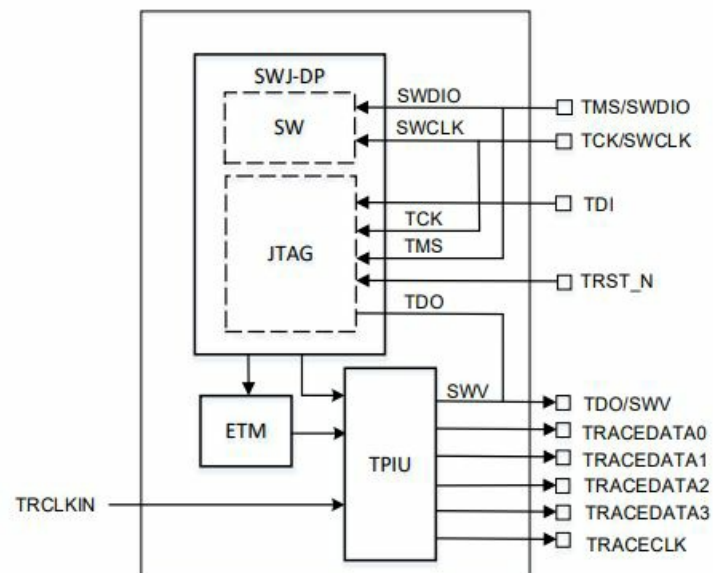 SWJ-DP
SW
SWDIO
TMS/SWDIO
SWCLK
TCK/SWCLK
TDI
TCK
JTAG
TMS
TRST_N
TDO
SWV
TDO/SWV
ETM
TPIU
TRACEDATA0
TRACEDATA1
TRACEDATA2
TRCLKIN
TRACEDATA3
TRACECLK